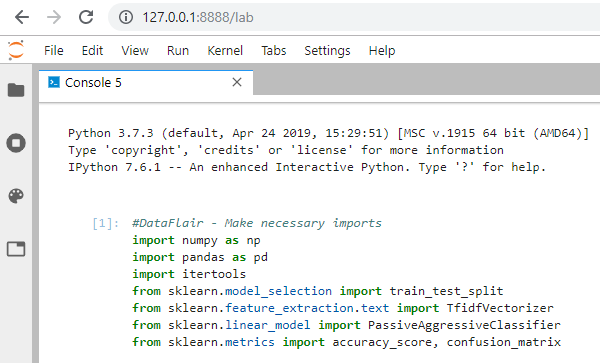 127.0.0.1:8888/lab
File Edit View Run Kernel Tabs Settings Help
Console 5
Python 3.7.3 (default, Apr 24 2019, 15:29:51) [MSC v.1915 64 bit (AMD64)]
Type 'copyright', 'credits' or 'license' for more information
IPython 7.6.1 -- An enhanced Interactive Python. Type '?' for help.
[1]: #DataFlair - Make necessary imports
import numpy as np
import pandas as pd
import itertools
from sklearn.model_selection import train_test_split
from sklearn.feature_extraction.text import TfidfVectorizer
from sklearn.linear_model import PassiveAggressiveClassifier
from sklearn.metrics import accuracy_score, confusion_matrix